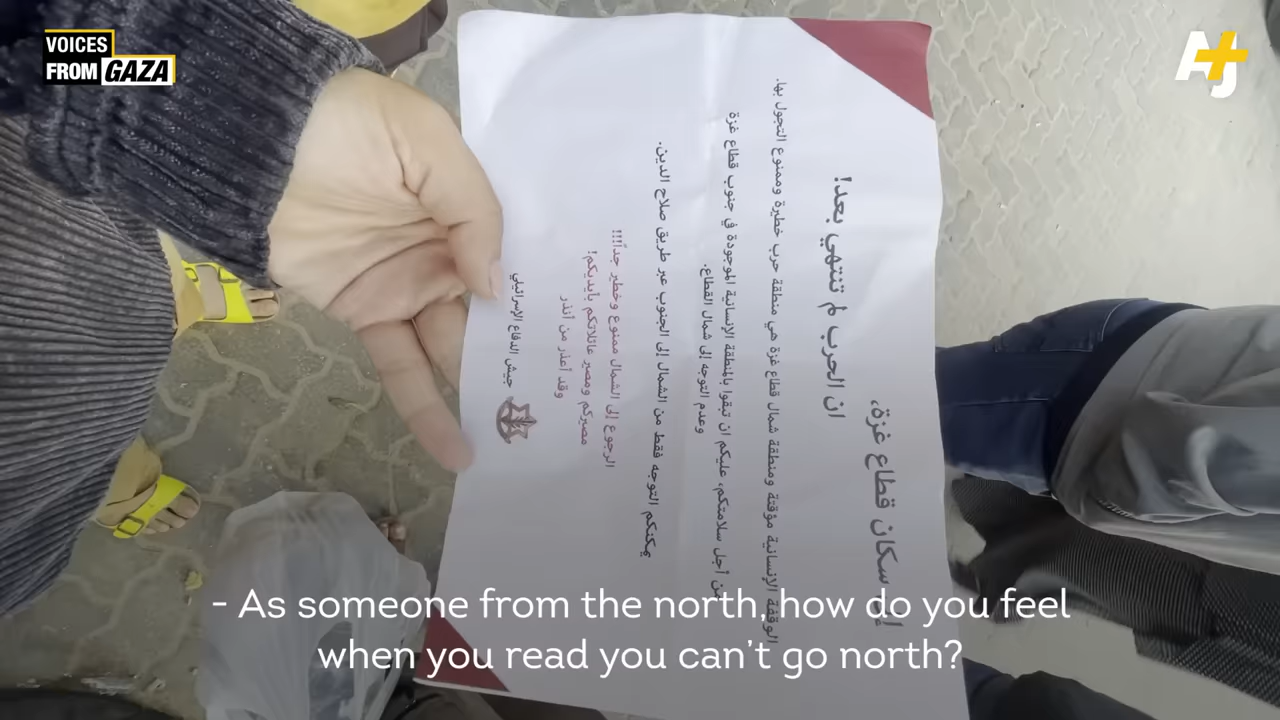 VOICES
FROM GAZA
AJ+
إلى سكان قطاع غزة،
ان الحرب لم تنتهي بعد!
الوقفة الإنسانية مؤقتة ومنطقة شمال قطاع غزة هي منطقة حرب خطيرة وممنوع التجول بها.
من أجل سلامتكم، عليكم ان تبقوا بالمنطقة الإنسانية الموجودة في جنوب قطاع غزة
وعدم التوجه إلى شمال القطاع.
يمكنكم التوجه فقط من الشمال إلى الجنوب عبر طريق صلاح الدين.
الرجوع إلى الشمال ممنوع وخطير جداً!!!
مصيركم ومصير عائلاتكم بايديكم!
وقد أعذر من أنذر
جيش الدفاع الإسرائيلي
- As someone from the north, how do you feel
when you read you can't go north?